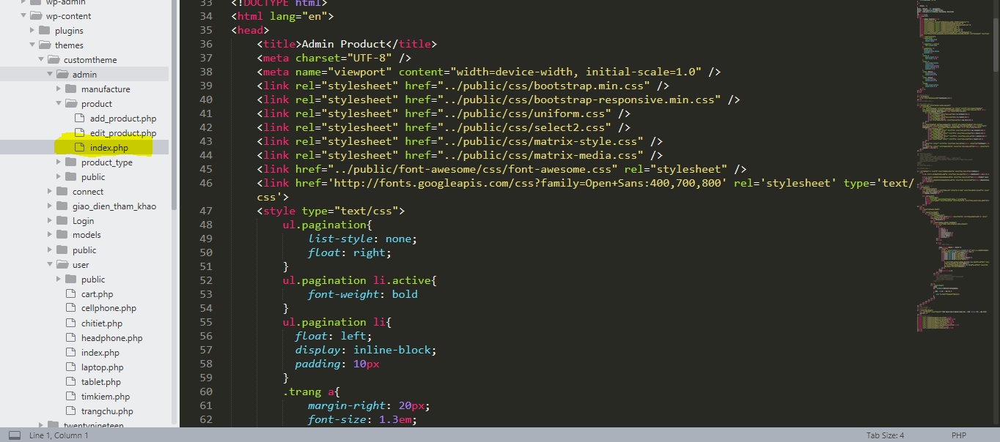 wp-admin
wp-content
plugins
themes
customtheme
admin
manufacture
product
add_product.php
edit_product.php
index.php
product_type
public
connect
giao_dien_tham_khao
Login
models
public
user
public
cart.php
cellphone.php
chitiet.php
headphone.php
index.php
laptop.php
tablet.php
timkiem.php
trangchu.php
twentynineteen
33 <!DOCTYPE html>
34 <html lang="en">
35 <head>
36 <title>Admin Product</title>
37 <meta charset="UTF-8" />
38 <meta name="viewport" content="width=device-width, initial-scale=1.0" />
39 <link rel="stylesheet" href="../public/css/bootstrap.min.css" />
40 <link rel="stylesheet" href="../public/css/bootstrap-responsive.min.css" />
41 <link rel="stylesheet" href="../public/css/uniform.css" />
42 <link rel="stylesheet" href="../public/css/select2.css" />
43 <link rel="stylesheet" href="../public/css/matrix-style.css" />
44 <link rel="stylesheet" href="../public/css/matrix-media.css" />
45 <link href="../public/font-awesome/css/font-awesome.css" rel="stylesheet" />
46 <link href='http://fonts.googleapis.com/css?family=Open+Sans:400,700,800' rel='stylesheet' type='text/
css'>
47 <style type="text/css">
48 ul.pagination{
49 list-style: none;
50 float: right;
51 }
52 ul.pagination li.active{
53 font-weight: bold
54 }
55 ul.pagination li{
56 float: left;
57 display: inline-block;
58 padding: 10px
59 }
60 .trang a{
61 margin-right: 20px;
62 font-size: 1.3em;
Line 1, Column 1
Tab Size: 4
PHP